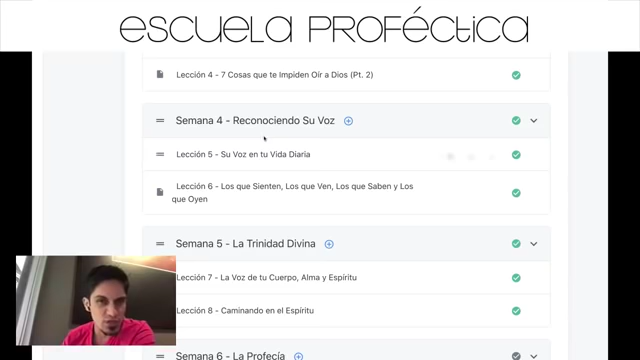 ESCUELA PROFÉCTICA
Lección 4 - 7 Cosas que te Impiden Oír a Dios (Pt. 2)
Semana 4 - Reconociendo Su Voz
Lección 5 - Su Voz en tu Vida Diaria
Lección 6 - Los que Sienten, Los que Ven, Los que Saben y Los
que Oyen
Semana 5 - La Trinidad Divina
Lección 7 - La Voz de tu Cuerpo, Alma y Espíritu
Lección 8 - Caminando en el Espíritu
Semana 6 - La Profecía